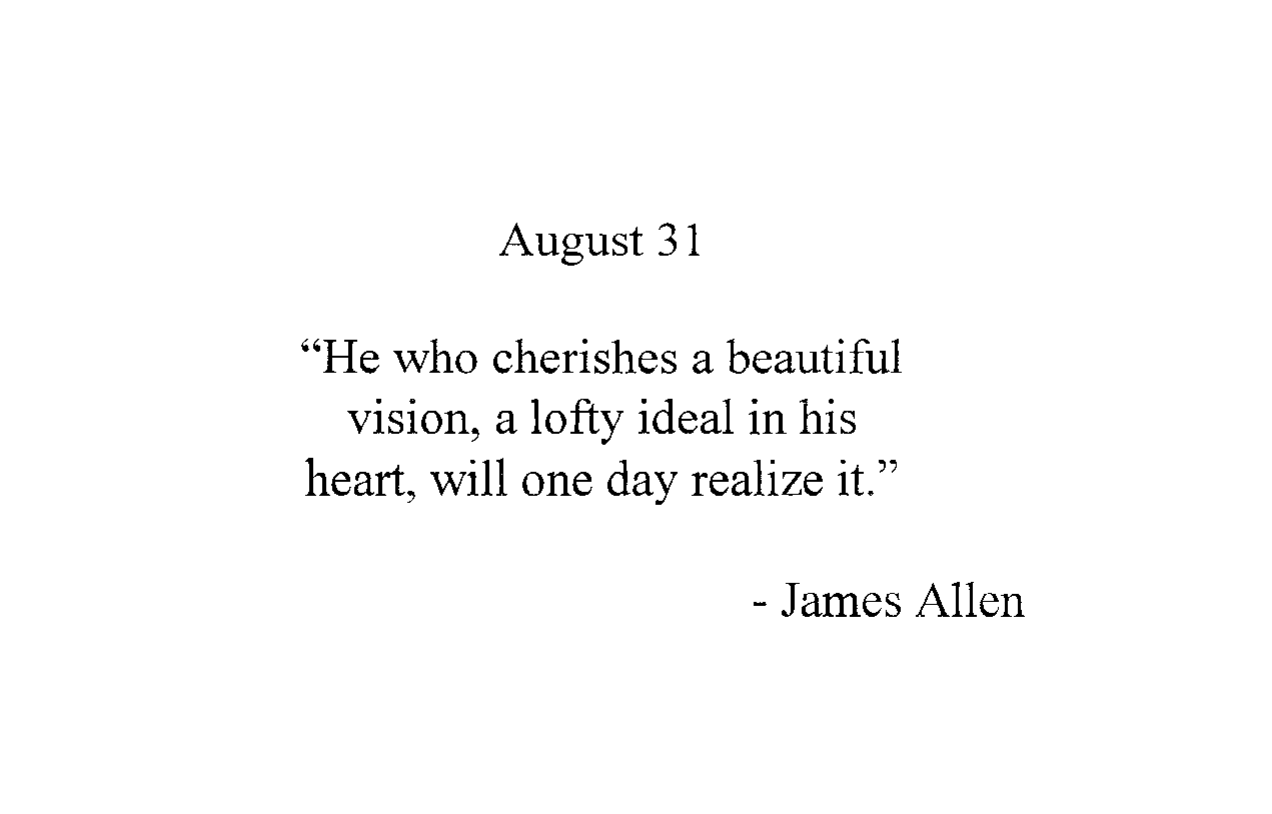 August 31
“He who cherishes a beautiful
vision, a lofty ideal in his
heart, will one day realize it.”
- James Allen